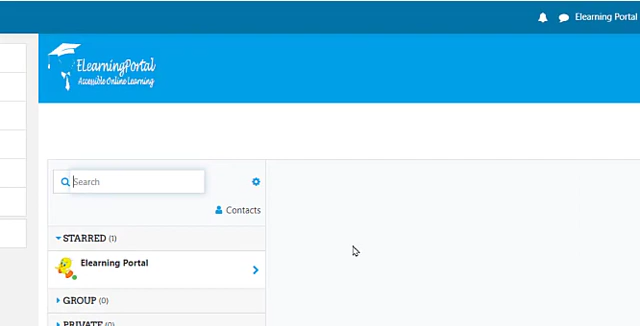 Elearning Portal
ELearningPortal
Accessible Online Learning
Search
Contacts
STARRED (1)
Elearning Portal
GROUP (0)
PRIVATE (0)